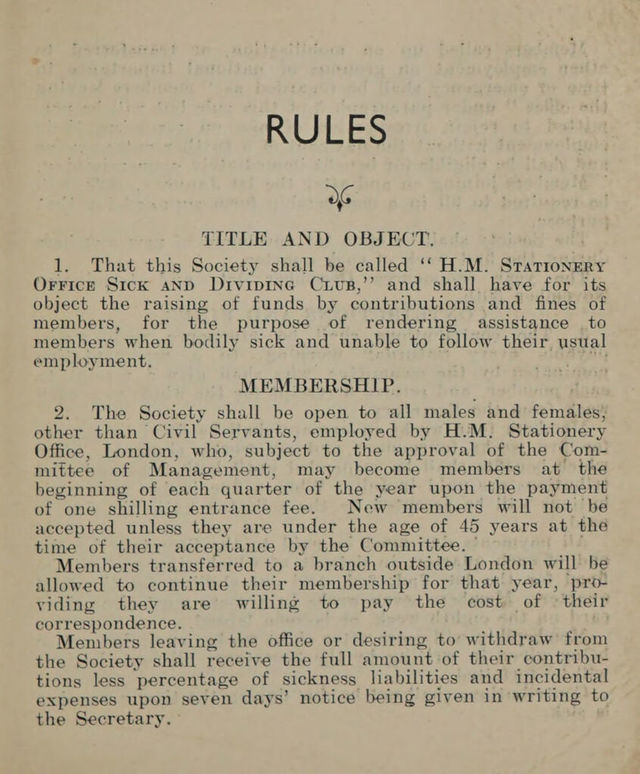 RULES
TITLE AND OBJECT.
1. That this Society shall be called “ H.M. STATIONERY
OFFICE SICK AND DIVIDING CLUB,” and shall have for its
object the raising of funds by contributions and fines of
members, for the purpose of rendering assistance to
members when bodily sick and unable to follow their usual
employment.
MEMBERSHIP.
2. The Society shall be open to all males and females,
other than Civil Servants, employed by H.M. Stationery
Office, London, who, subject to the approval of the Com-
mittee of Management, may become members at the
beginning of each quarter of the year upon the payment
of one shilling entrance fee. New members will not be
accepted unless they are under the age of 45 years at the
time of their acceptance by the Committee.
Members transferred to a branch outside London will be
allowed to continue their membership for that year, pro-
viding they are willing to pay the cost of their
correspondence.
Members leaving the office or desiring to withdraw from
the Society shall receive the full amount of their contribu-
tions less percentage of sickness liabilities and incidental
expenses upon seven days’ notice being given in writing to
the Secretary.